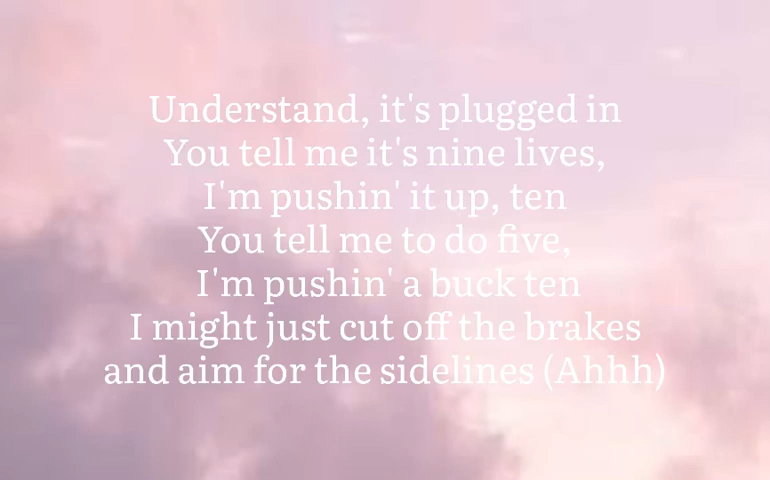 Understand, it's plugged in
You tell me it's nine lives,
I'm pushin' it up, ten
You tell me to do five,
I'm pushin' a buck ten
I might just cut off the brakes
and aim for the sidelines (Ahhh)